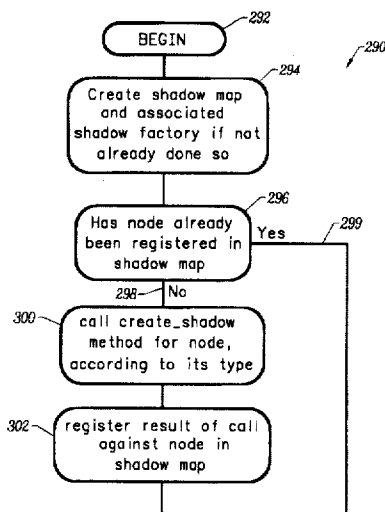 292
BEGIN
290
294
Create shadow map
and associated
shadow factory if not
already done so
296
Has node already
been registered in
shadow map
Yes
299
298
No
300
call create_shadow
method for node,
according to its type
302
register result of call
against node in
shadow map